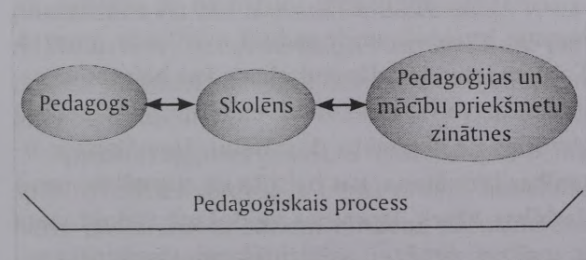 Pedagogs
Skolēns
Pedagoģijas un
mācību priekšmetu
zinātnes
Pedagoģiskais process